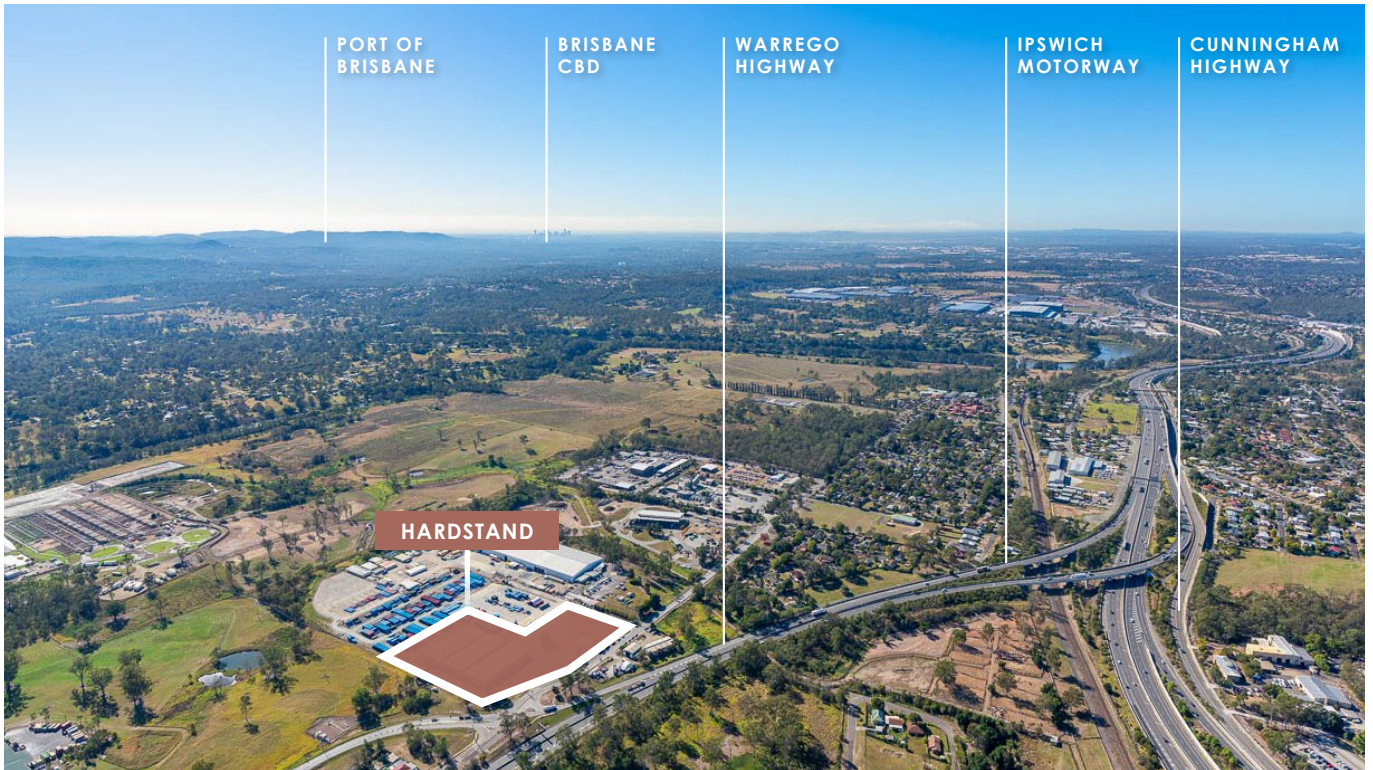 PORT OF
BRISBANE
BRISBANE
CBD
WARREGO
HIGHWAY
IPSWICH
MOTORWAY
CUNNINGHAM
HIGHWAY
HARDSTAND